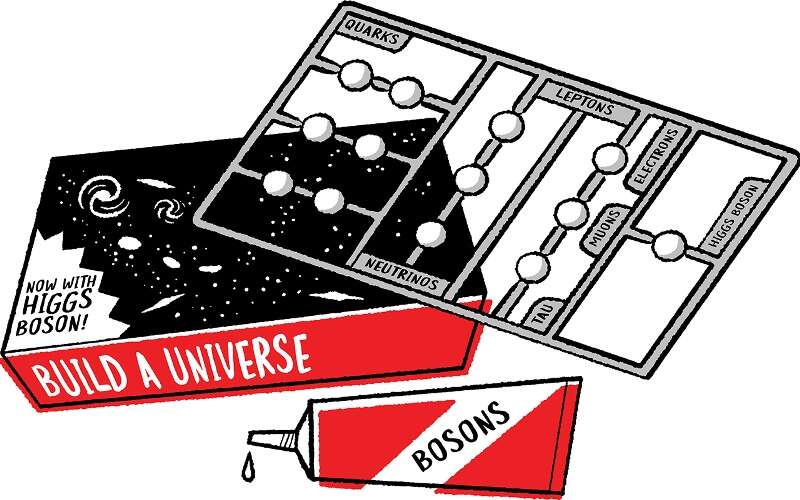 QUARKS
LEPTONS
ELECTRONS
HIGGS BOSON
MUONS
NEUTRINOS
TAU
NOW WITH
HIGGS
BOSON!
BUILD A UNIVERSE
BOSONS